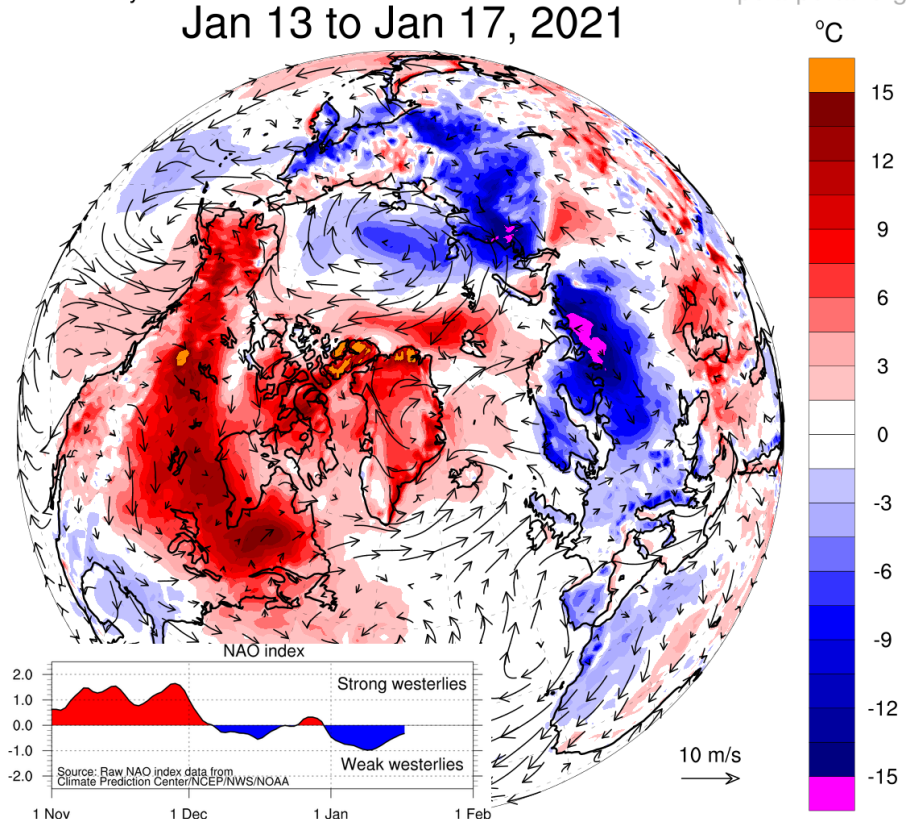 Jan 13 to Jan 17, 2021
°C
15
12
9
6
3
0
-3
-6
-9
-12
-15
10 m/s
NAO index
2.0
1.0
0.0
-1.0
-2.0
Strong westerlies
Weak westerlies
Source: Raw NAO index data from
Climate Prediction Center/NCEP/NWS/NOAA
1 Nov
1 Dec
1 Jan
1 Feb